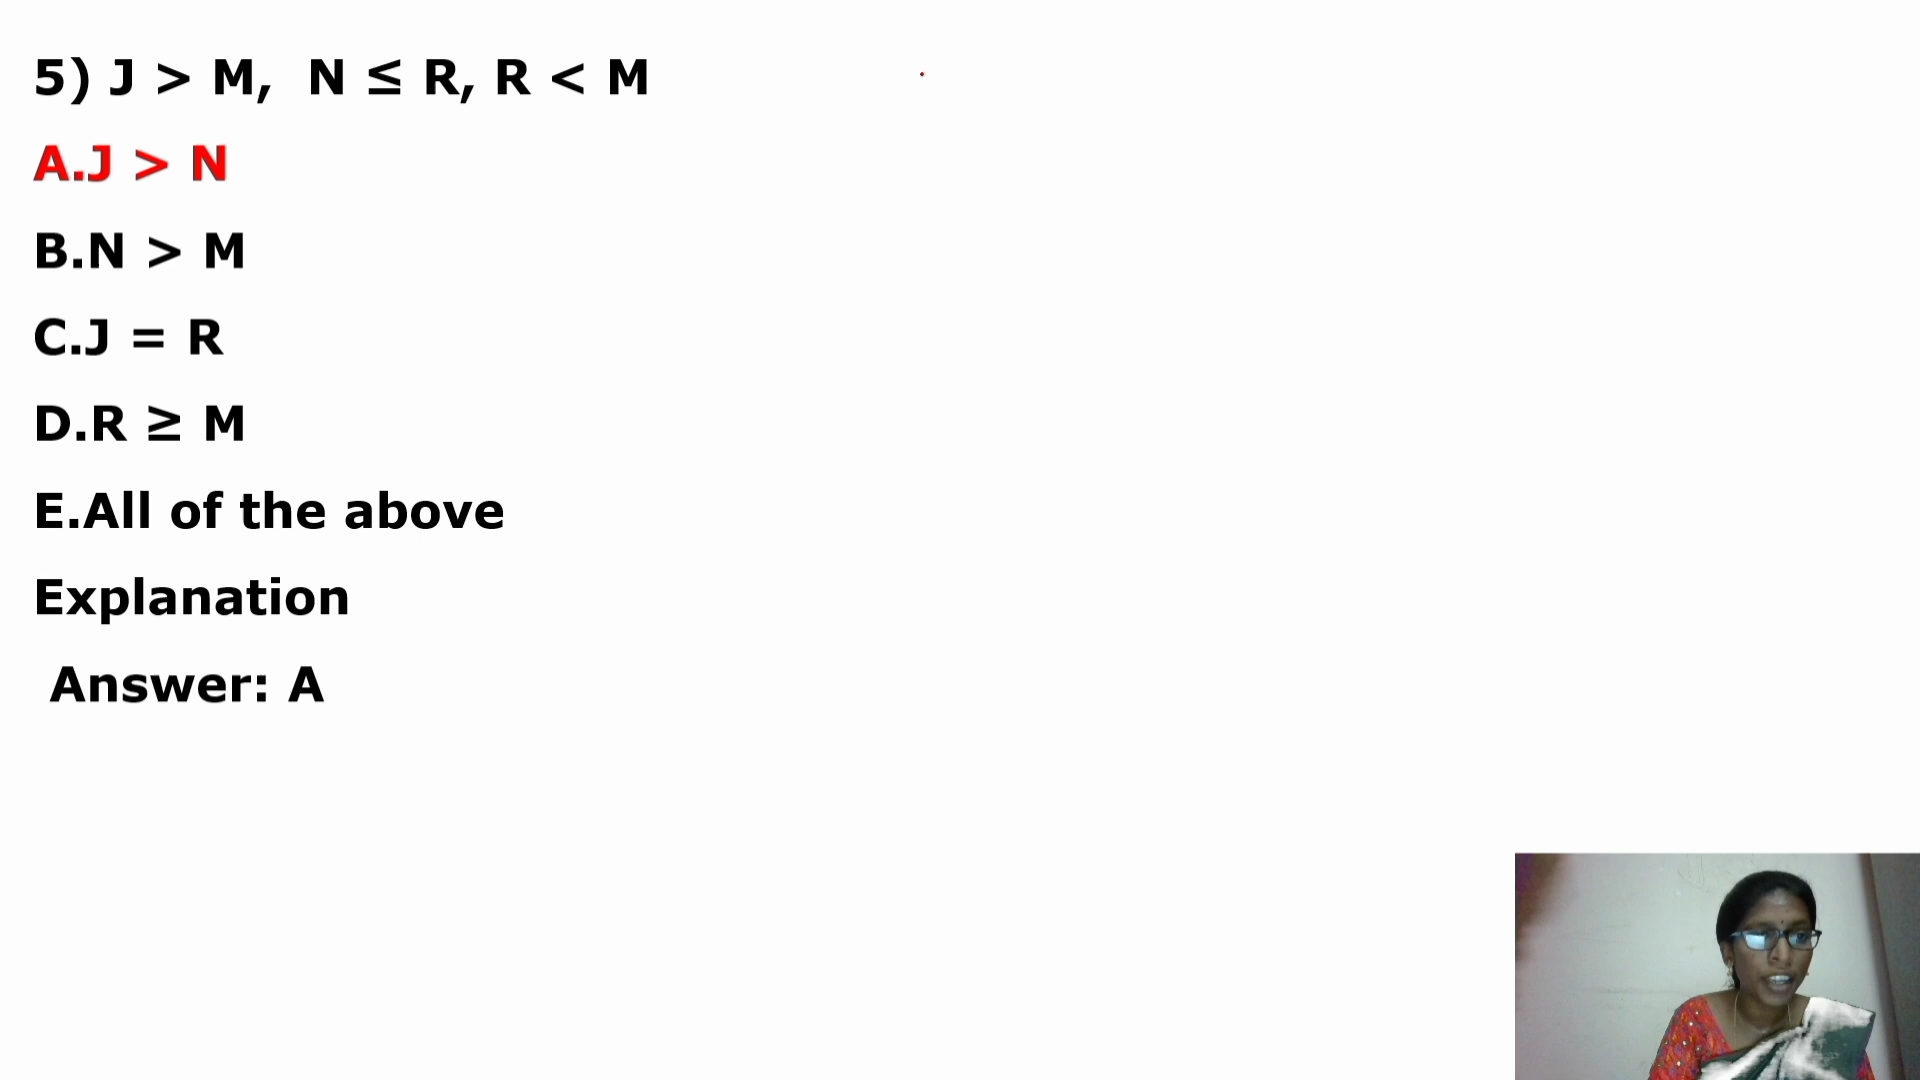 5) J > M,  N ≤ R, R < M
A.J > N
B.N > M
C.J = R
D.R ≥ M
E.All of the above
Explanation
Answer: A